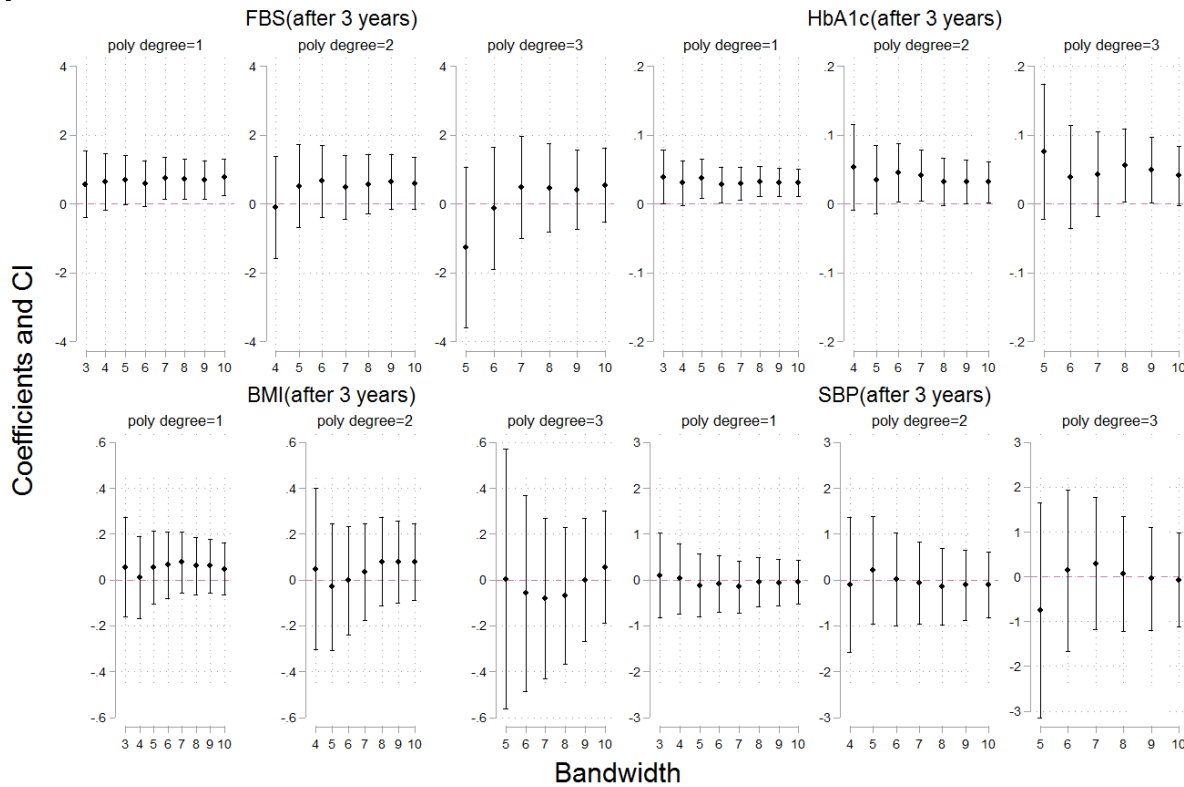 FBS(after 3 years)
HbA1c(after 3 years)
poly degree=1
poly degree=2
poly degree=3
poly degree=1
poly degree=2
poly degree=3
4
2
0
-2
-4
3 4 5 6 7 8 9 10
4
2
0
-2
-4
4 5 6 7 8 9 10
4
2
0
-2
-4
5 6 7 8 9 10
.2
.1
0
-.1
-.2
3 4 5 6 7 8 9 10
.2
.1
0
-.1
-.2
4 5 6 7 8 9 10
.2
.1
0
-.1
-.2
5 6 7 8 9 10
Coefficients and CI
BMI(after 3 years)
SBP(after 3 years)
poly degree=1
poly degree=2
poly degree=3
poly degree=1
poly degree=2
poly degree=3
.6
.4
.2
0
-.2
-.4
-.6
3 4 5 6 7 8 9 10
.6
.4
.2
0
-.2
-.4
-.6
4 5 6 7 8 9 10
.6
.4
.2
0
-.2
-.4
-.6
5 6 7 8 9 10
3
2
1
0
-1
-2
-3
3 4 5 6 7 8 9 10
3
2
1
0
-1
-2
-3
4 5 6 7 8 9 10
3
2
1
0
-1
-2
-3
5 6 7 8 9 10
Bandwidth